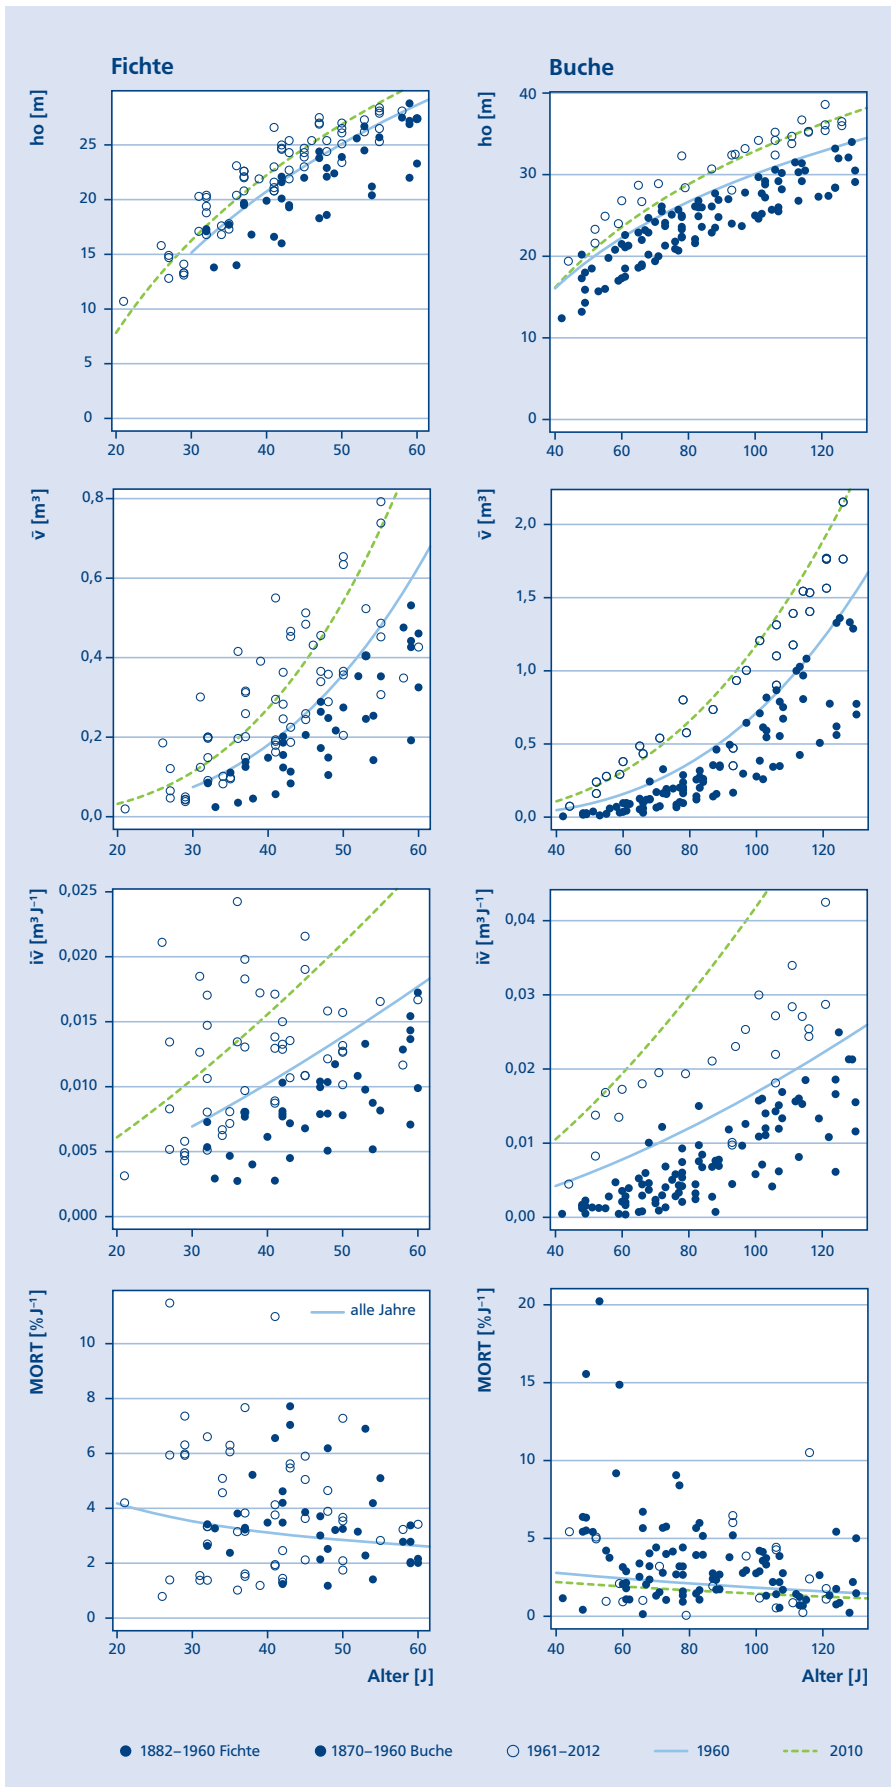 Fichte
Buche
ho [m]
25
20
15
10
5
0
20 30 40 50 60
ho [m]
40
30
20
10
0
40 60 80 100 120
v̄ [m³]
0,8
0,6
0,4
0,2
0,0
20 30 40 50 60
v̄ [m³]
2,0
1,5
1,0
0,5
0,0
40 60 80 100 120
iv̄ [m³ J⁻¹]
0,025
0,020
0,015
0,010
0,005
0,000
20 30 40 50 60
iv̄ [m³ J⁻¹]
0,04
0,03
0,02
0,01
0,00
40 60 80 100 120
MORT [% J⁻¹]
alle Jahre
10
8
6
4
2
0
20 30 40 50 60
Alter [J]
MORT [% J⁻¹]
20
15
10
5
0
40 60 80 100 120
Alter [J]
1882–1960 Fichte 1870–1960 Buche 1961–2012 1960 2010